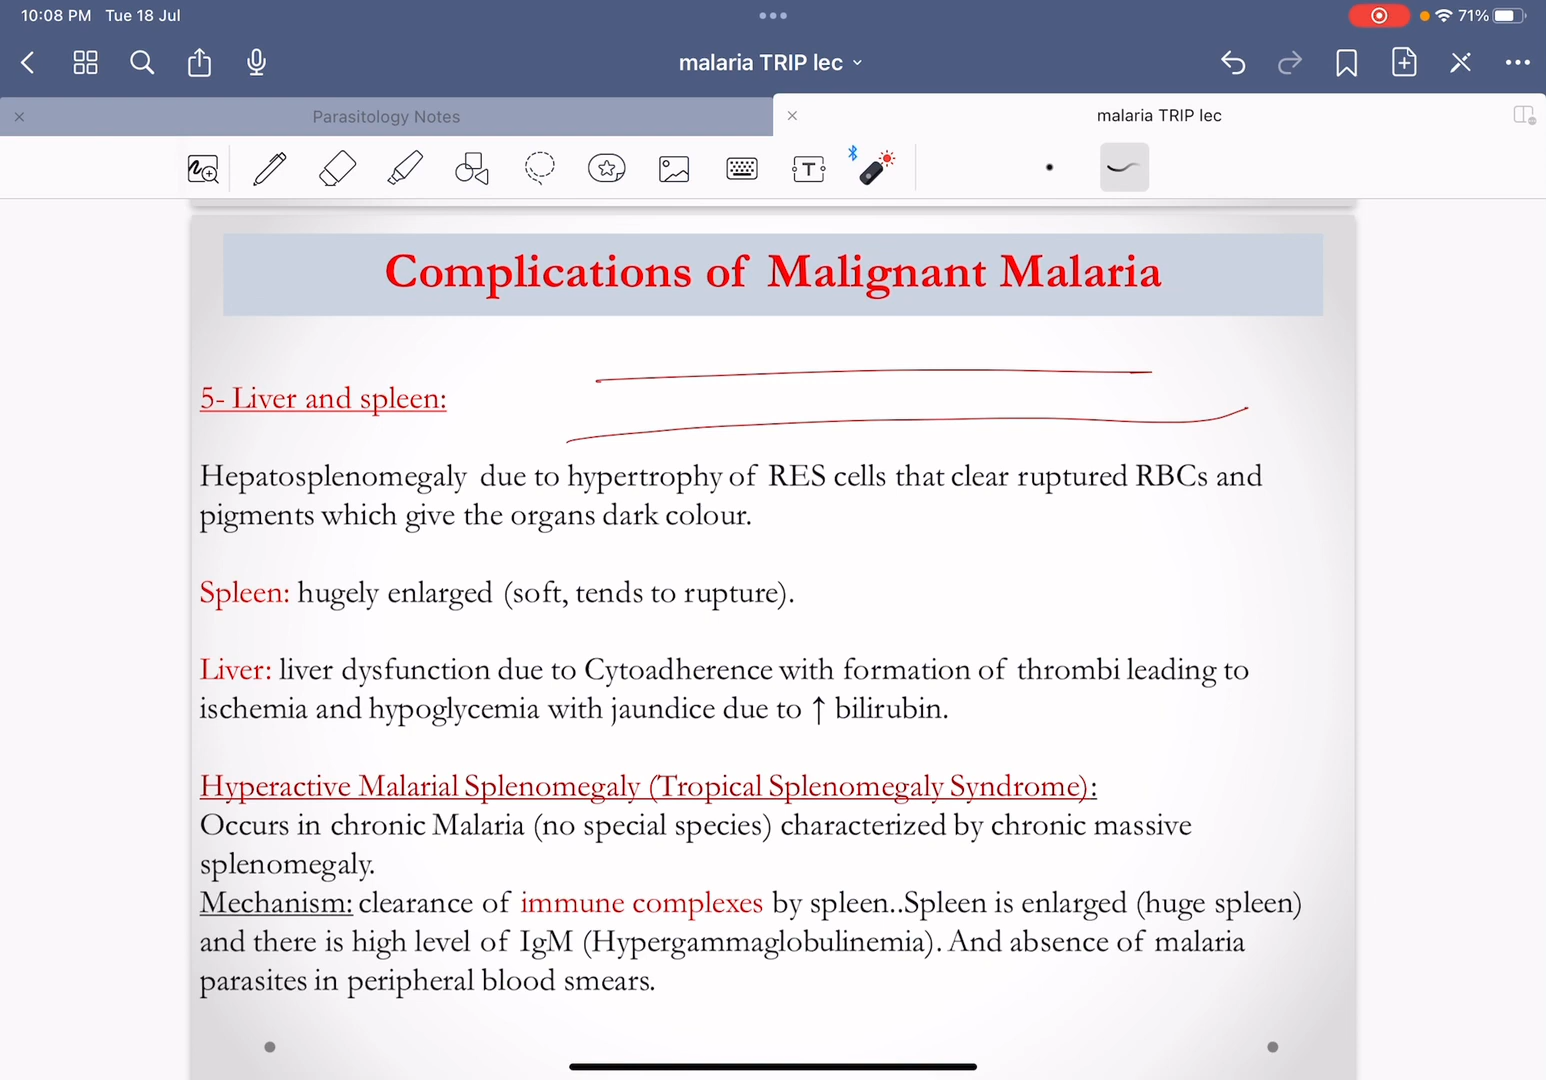 10:08 PM Tue 18 Jul
71%
malaria TRIP lec
Parasitology Notes
malaria TRIP lec
T
Complications of Malignant Malaria
5- Liver and spleen:
Hepatosplenomegaly due to hypertrophy of RES cells that clear ruptured RBCs and
pigments which give the organs dark colour.
Spleen: hugely enlarged (soft, tends to rupture).
Liver: liver dysfunction due to Cytoadherence with formation of thrombi leading to
ischemia and hypoglycemia with jaundice due to ↑ bilirubin.
Hyperactive Malarial Splenomegaly (Tropical Splenomegaly Syndrome):
Occurs in chronic Malaria (no special species) characterized by chronic massive
splenomegaly.
Mechanism: clearance of immune complexes by spleen..Spleen is enlarged (huge spleen)
and there is high level of IgM (Hypergammaglobulinemia). And absence of malaria
parasites in peripheral blood smears.